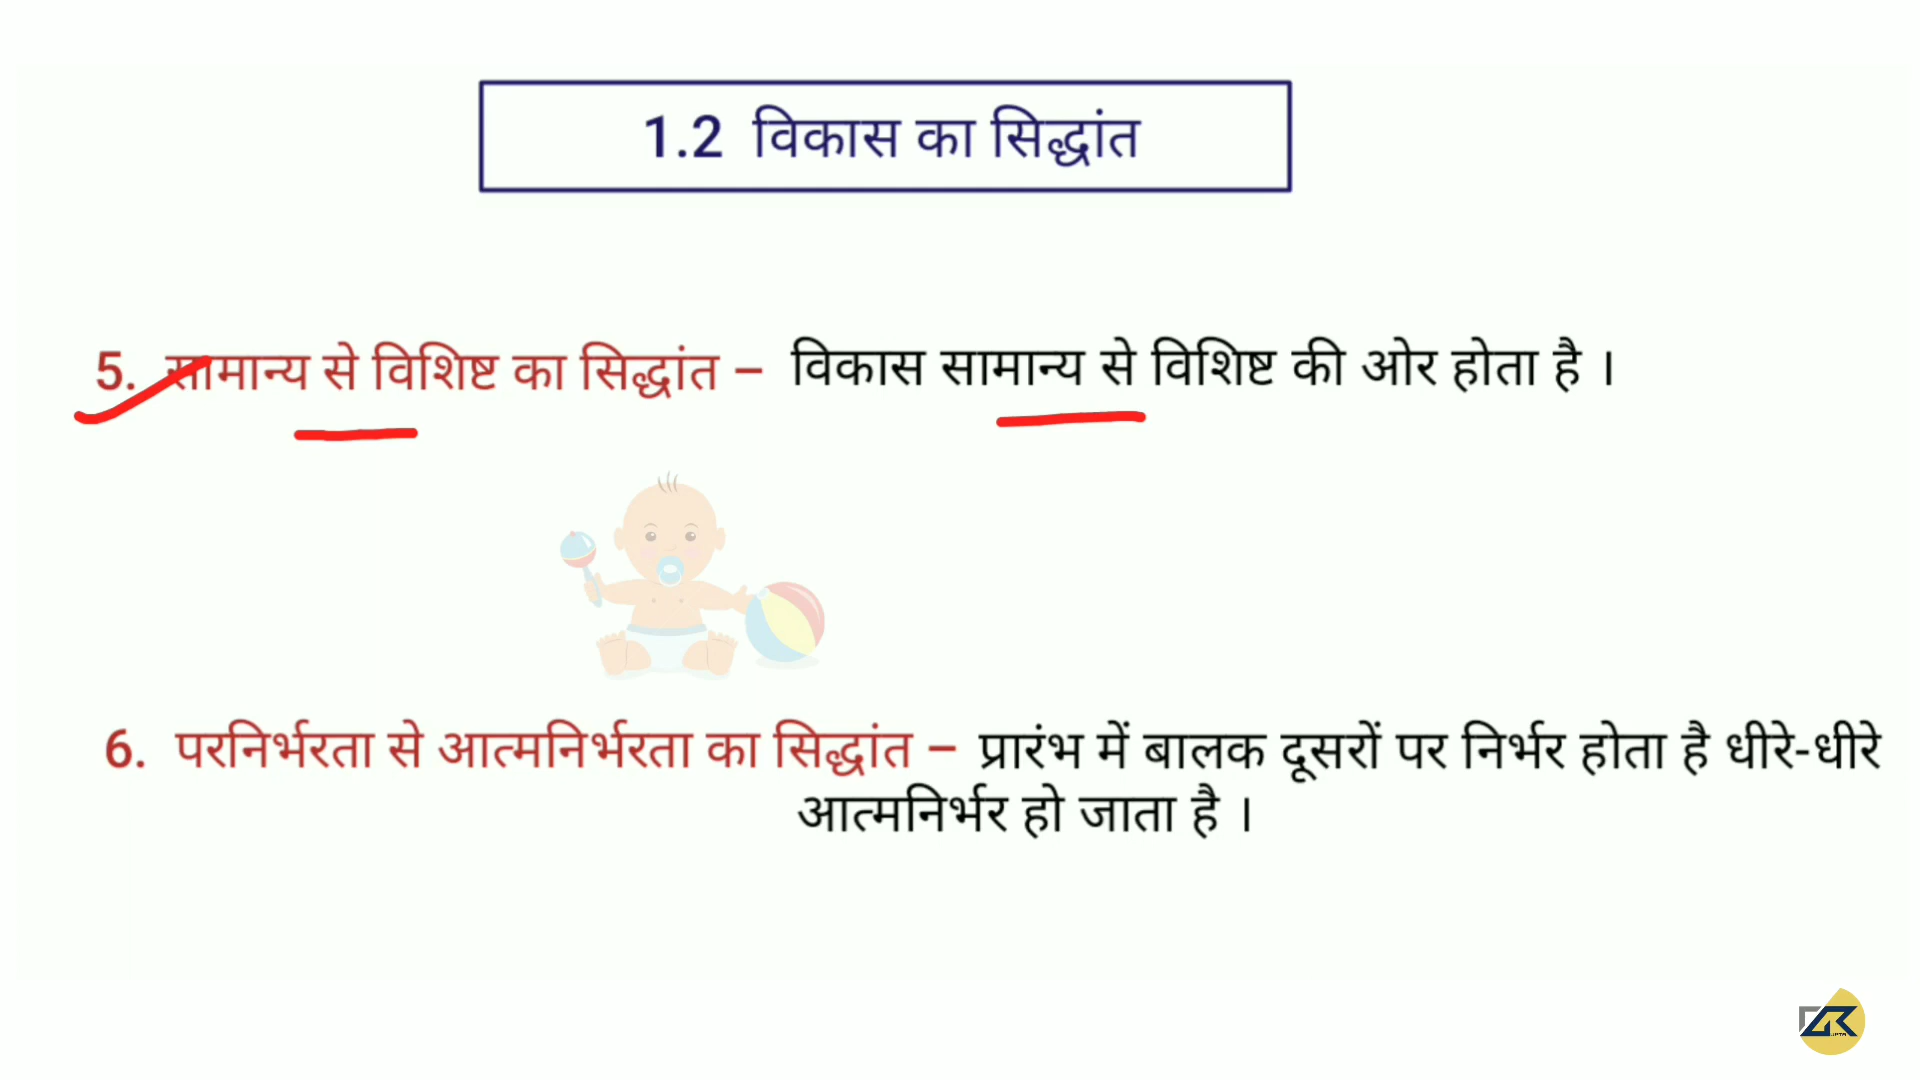 1.2 विकास का सिद्धांत
5. सामान्य से विशिष्ट का सिद्धांत – विकास सामान्य से विशिष्ट की ओर होता है ।
6. परनिर्भरता से आत्मनिर्भरता का सिद्धांत – प्रारंभ में बालक दूसरों पर निर्भर होता है धीरे-धीरे
आत्मनिर्भर हो जाता है ।